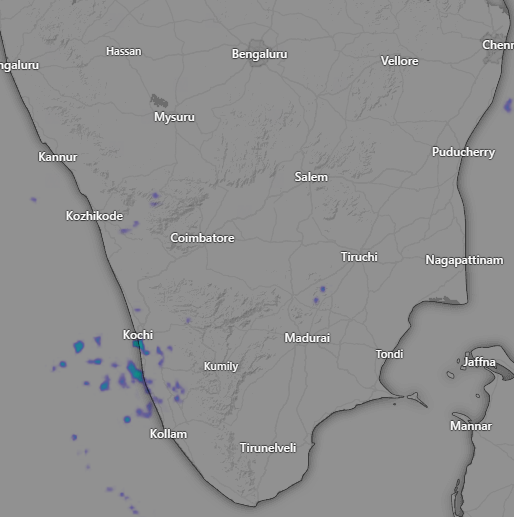 Hassan
Bengaluru
Chenn
ngaluru
Vellore
Mysuru
Kannur
Puducherry
Salem
Kozhikode
Coimbatore
Tiruchi
Nagapattinam
Kochi
Madurai
Tondi
Kumily
Jaffna
Mannar
Kollam
Tirunelveli